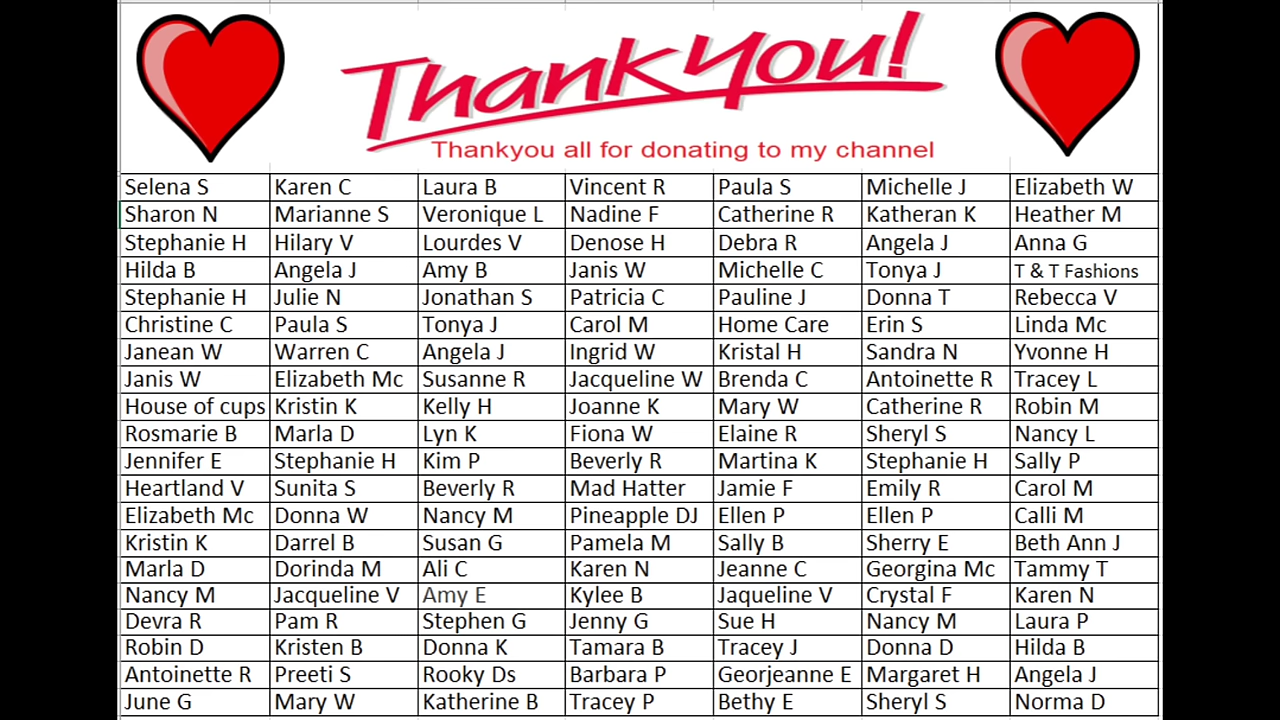 Thank You!
Thankyou all for donating to my channel
Selena S Karen C Laura B Vincent R Paula S Michelle J Elizabeth W
Sharon N Marianne S Veronique L Nadine F Catherine R Katheran K Heather M
Stephanie H Hilary V Lourdes V Denose H Debra R Angela J Anna G
Hilda B Angela J Amy B Janis W Michelle C Tonya J T & T Fashions
Stephanie H Julie N Jonathan S Patricia C Pauline J Donna T Rebecca V
Christine C Paula S Tonya J Carol M Home Care Erin S Linda Mc
Janean W Warren C Angela J Ingrid W Kristal H Sandra N Yvonne H
Janis W Elizabeth Mc Susanne R Jacqueline W Brenda C Antoinette R Tracey L
House of cups Kristin K Kelly H Joanne K Mary W Catherine R Robin M
Rosmarie B Marla D Lyn K Fiona W Elaine R Sheryl S Nancy L
Jennifer E Stephanie H Kim P Beverly R Martina K Stephanie H Sally P
Heartland V Sunita S Beverly R Mad Hatter Jamie F Emily R Carol M
Elizabeth Mc Donna W Nancy M Pineapple DJ Ellen P Ellen P Calli M
Kristin K Darrel B Susan G Pamela M Sally B Sherry E Beth Ann J
Marla D Dorinda M Ali C Karen N Jeanne C Georgina Mc Tammy T
Nancy M Jacqueline V Amy E Kylee B Jaqueline V Crystal F Karen N
Devra R Pam R Stephen G Jenny G Sue H Nancy M Laura P
Robin D Kristen B Donna K Tamara B Tracey J Donna D Hilda B
Antoinette R Preeti S Rooky Ds Barbara P Georjeanne E Margaret H Angela J
June G Mary W Katherine B Tracey P Bethy E Sheryl S Norma D